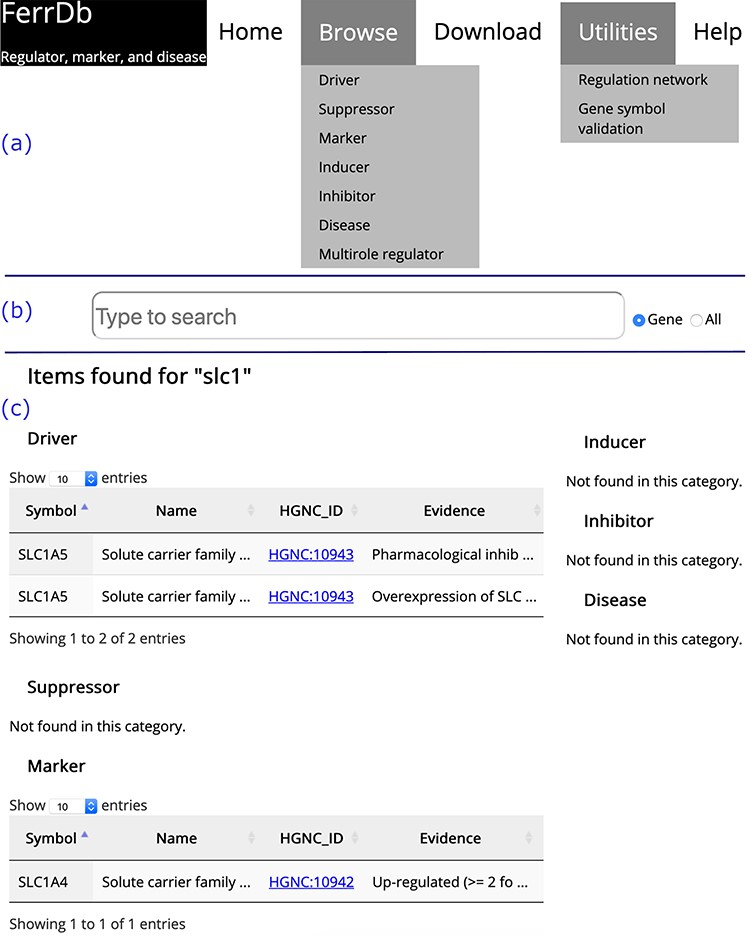 FerrDb
Regulator, marker, and disease
Home
Browse
Download
Utilities
Help
Driver
Suppressor
Marker
Inducer
Inhibitor
Disease
Multirole regulator
Regulation network
Gene symbol
validation
(a)
(b)
Type to search
Gene
All
Items found for "slc1"
(c)
Driver
Show 10 entries
Symbol Name HGNC_ID Evidence
SLC1A5 Solute carrier family ... HGNC:10943 Pharmacological inhib ...
SLC1A5 Solute carrier family ... HGNC:10943 Overexpression of SLC ...
Showing 1 to 2 of 2 entries
Suppressor
Not found in this category.
Marker
Show 10 entries
Symbol Name HGNC_ID Evidence
SLC1A4 Solute carrier family ... HGNC:10942 Up-regulated (>= 2 fo ...
Showing 1 to 1 of 1 entries
Inducer
Not found in this category.
Inhibitor
Not found in this category.
Disease
Not found in this category.